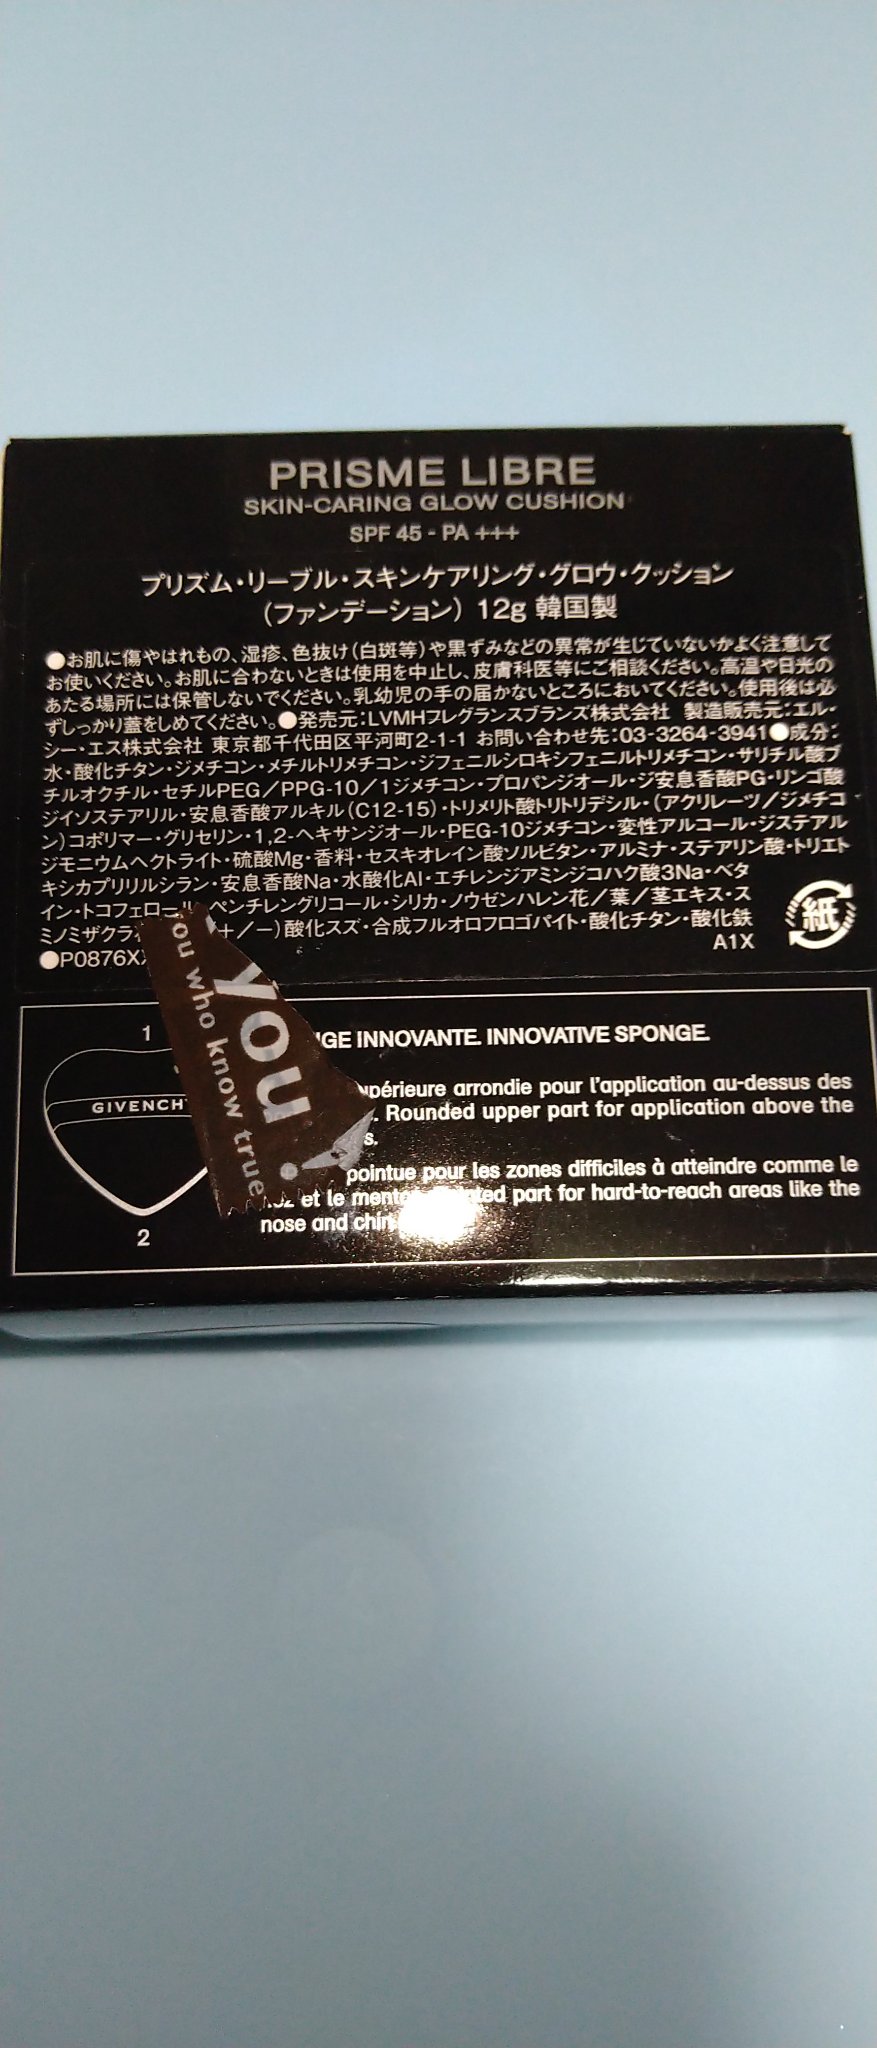 PRISME LIBRE
SKIN-CARING GLOW CUSHION
SPF 45 - PA +++
プリズム・リーブル・スキンケアリング・グロウ・クッション
（ファンデーション） 12g 韓国製
●お肌に傷やはれもの、湿疹、色抜け（白斑等）や黒ずみなどの異常が生じていないかよく注意して
お使いください。お肌に合わないときは使用を中止し、皮膚科医等にご相談ください。高温や日光の
あたる場所には保管しないでください。乳幼児の手の届かないところにおいてください。使用後は必
ずしっかり蓋をしめてください。●発売元：LVMHフレグランスブランズ株式会社 製造販売元：エル・
シー・エス株式会社 東京都千代田区平河町2-1-1 お問い合わせ先：03-3264-3941●成分：
水・酸化チタン・ジメチコン・メチルトリメチコン・ジフェニルシロキシフェニルトリメチコン・サリチル酸ブ
チルオクチル・セチルPEG／PPG-10／1ジメチコン・プロパンジオール・ジ安息香酸PG・リンゴ酸
ジイソステアリル・安息香酸アルキル（C12-15）・トリメリト酸トリトリデシル・（アクリレーツ／ジメチコ
ン）コポリマー・グリセリン・1,2-ヘキサンジオール・PEG-10ジメチコン・変性アルコール・ジステアル
ジモニウムヘクトライト・硫酸Mg・香料・セスキオレイン酸ソルビタン・アルミナ・ステアリン酸・トリエト
キシカプリリルシラン・安息香酸Na・水酸化Al・エチレンジアミンジコハク酸3Na・ベタ
イン・トコフェロール・ペンチレングリコール・シリカ・ノウゼンハレン花／葉／茎エキス・ス
ミノミザクラ +／−）酸化スズ・合成フルオロフロゴパイト・酸化チタン・酸化鉄
●P0876X
A1X
紙
you who know true
you
1
GIVENCH
2
GE INNOVANTE. INNOVATIVE SPONGE.
périeure arrondie pour l'application au-dessus des
. Rounded upper part for application above the
s.
pointue pour les zones difficiles à atteindre comme le
et le mente part for hard-to-reach areas like the
nose and chin